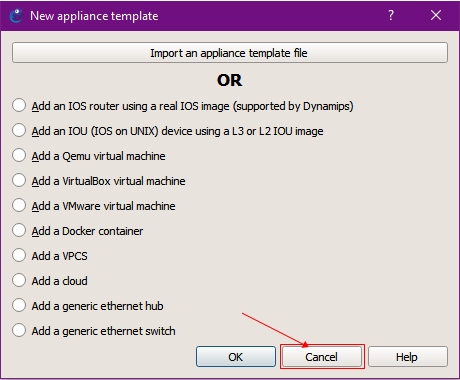 New appliance template
Import an appliance template file
OR
Add an IOS router using a real IOS image (supported by Dynamips)
Add an IOU (IOS on UNIX) device using a L3 or L2 IOU image
Add a Qemu virtual machine
Add a VirtualBox virtual machine
Add a VMware virtual machine
Add a Docker container
Add a VPCS
Add a cloud
Add a generic ethernet hub
Add a generic ethernet switch
OK Cancel Help